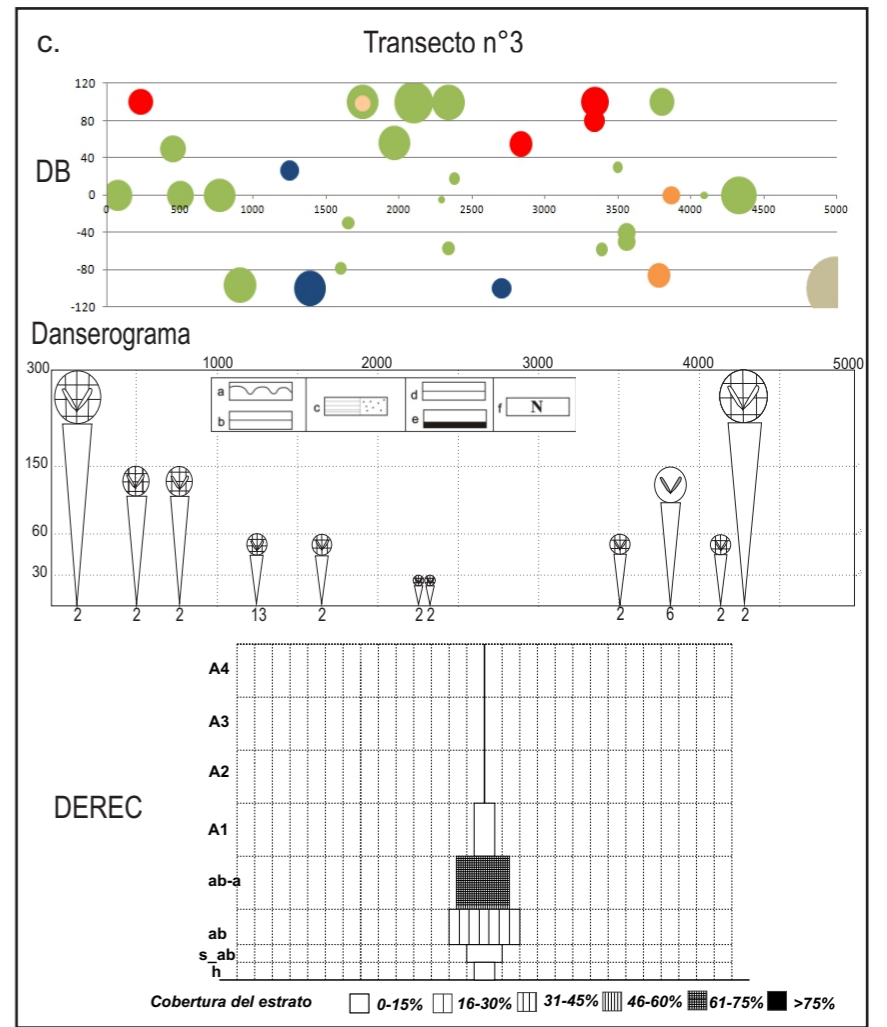 c. Transecto n°3
120
80
40
DB
0
0 500 1000 1500 2000 2500 3000 3500 4000 4500 5000
-40
-80
-120
Danserograma
1000 2000 3000 4000 5000
300
a
b
c
d
e
f N
150
60
30
2 2 2 13 2 2 2 2 6 2 2
A4
A3
A2
DEREC
A1
ab-a
ab
s_ab
h
Cobertura del estrato 0-15% 16-30% 31-45% 46-60% 61-75% >75%